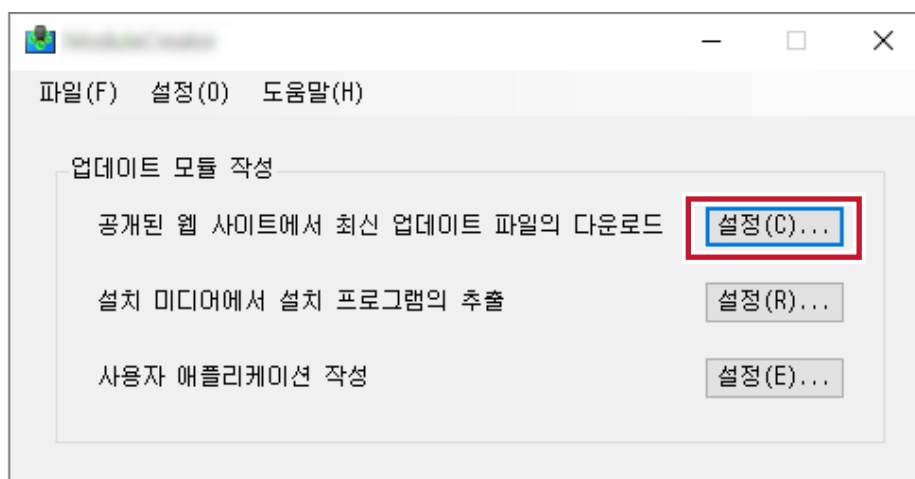 파일(F) 설정(O) 도움말(H)
업데이트 모듈 작성
공개된 웹 사이트에서 최신 업데이트 파일의 다운로드 설정(C)...
설치 미디어에서 설치 프로그램의 추출 설정(R)...
사용자 애플리케이션 작성 설정(E)...